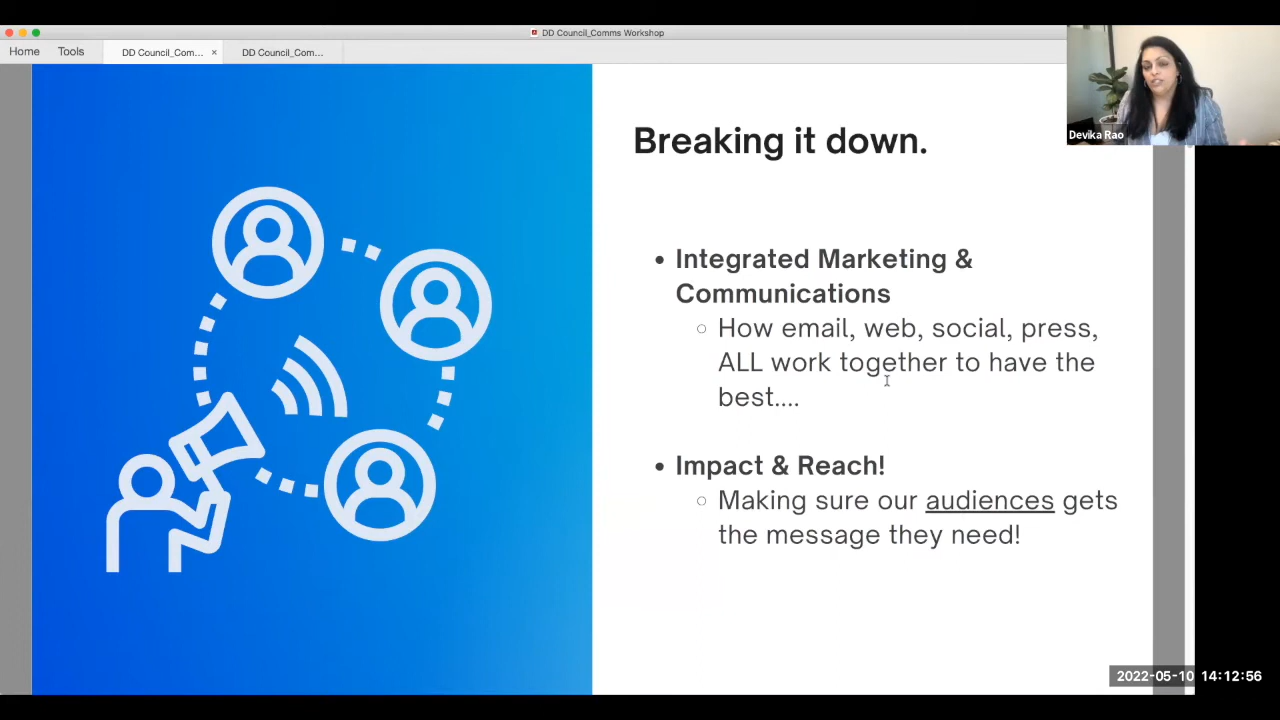 DD Council_Comms Workshop
Home
Tools
DD Council_Com... ×
DD Council_Com...
Devika Rao
Breaking it down.
• Integrated Marketing &
Communications
○ How email, web, social, press,
ALL work together to have the
best....
• Impact & Reach!
○ Making sure our audiences gets
the message they need!
2022-05-10 14:12:56